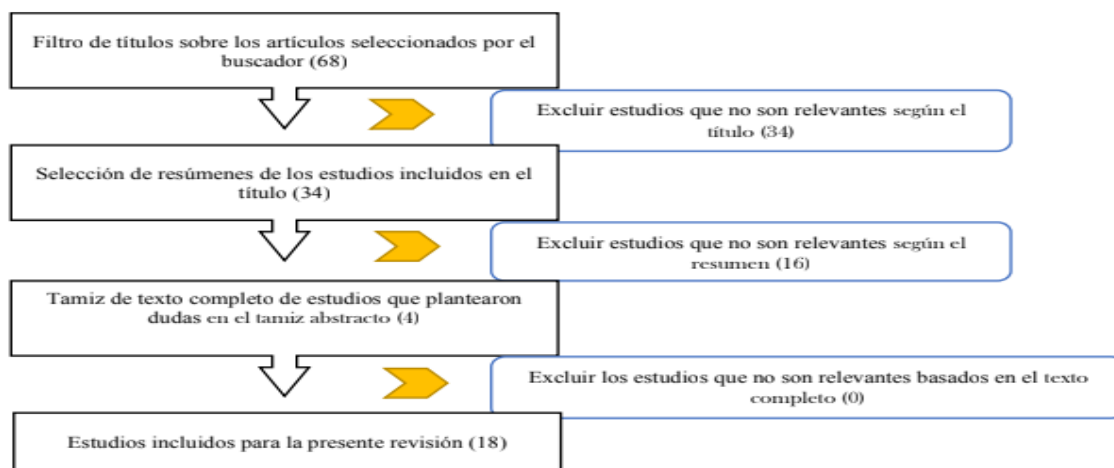 Filtro de títulos sobre los artículos seleccionados por el
buscador (68)
Excluir estudios que no son relevantes según el
título (34)
Selección de resúmenes de los estudios incluidos en el
título (34)
Excluir estudios que no son relevantes según el
resumen (16)
Tamiz de texto completo de estudios que plantearon
dudas en el tamiz abstracto (4)
Excluir los estudios que no son relevantes basados en el texto
completo (0)
Estudios incluidos para la presente revisión (18)